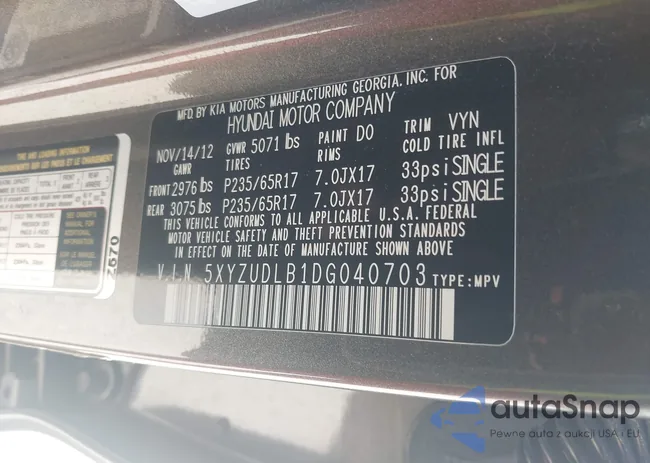 MFD. BY KIA MOTORS MANUFACTURING GEORGIA. INC. FOR
HYUNDAI MOTOR COMPANY
NOV/14/12 GVWR 5071 lbs PAINT D0 TRIM VYN
GAWR TIRES RIMS COLD TIRE INFL
FRONT 2976 lbs P235/65R17 7.0JX17 33psi SINGLE
REAR 3075 lbs P235/65R17 7.0JX17 33psi SINGLE
THIS VEHICLE CONFORMS TO ALL APPLICABLE U.S.A. FEDERAL
MOTOR VEHICLE SAFETY AND THEFT PREVENTION STANDARDS
IN EFFECT ON THE DATE OF MANUFACTURE SHOWN ABOVE.
V.I.N. 5XYZUDLB1DG040703 TYPE: MPV
Z670
autoSnap
Pewne auta z aukcji USA i EU